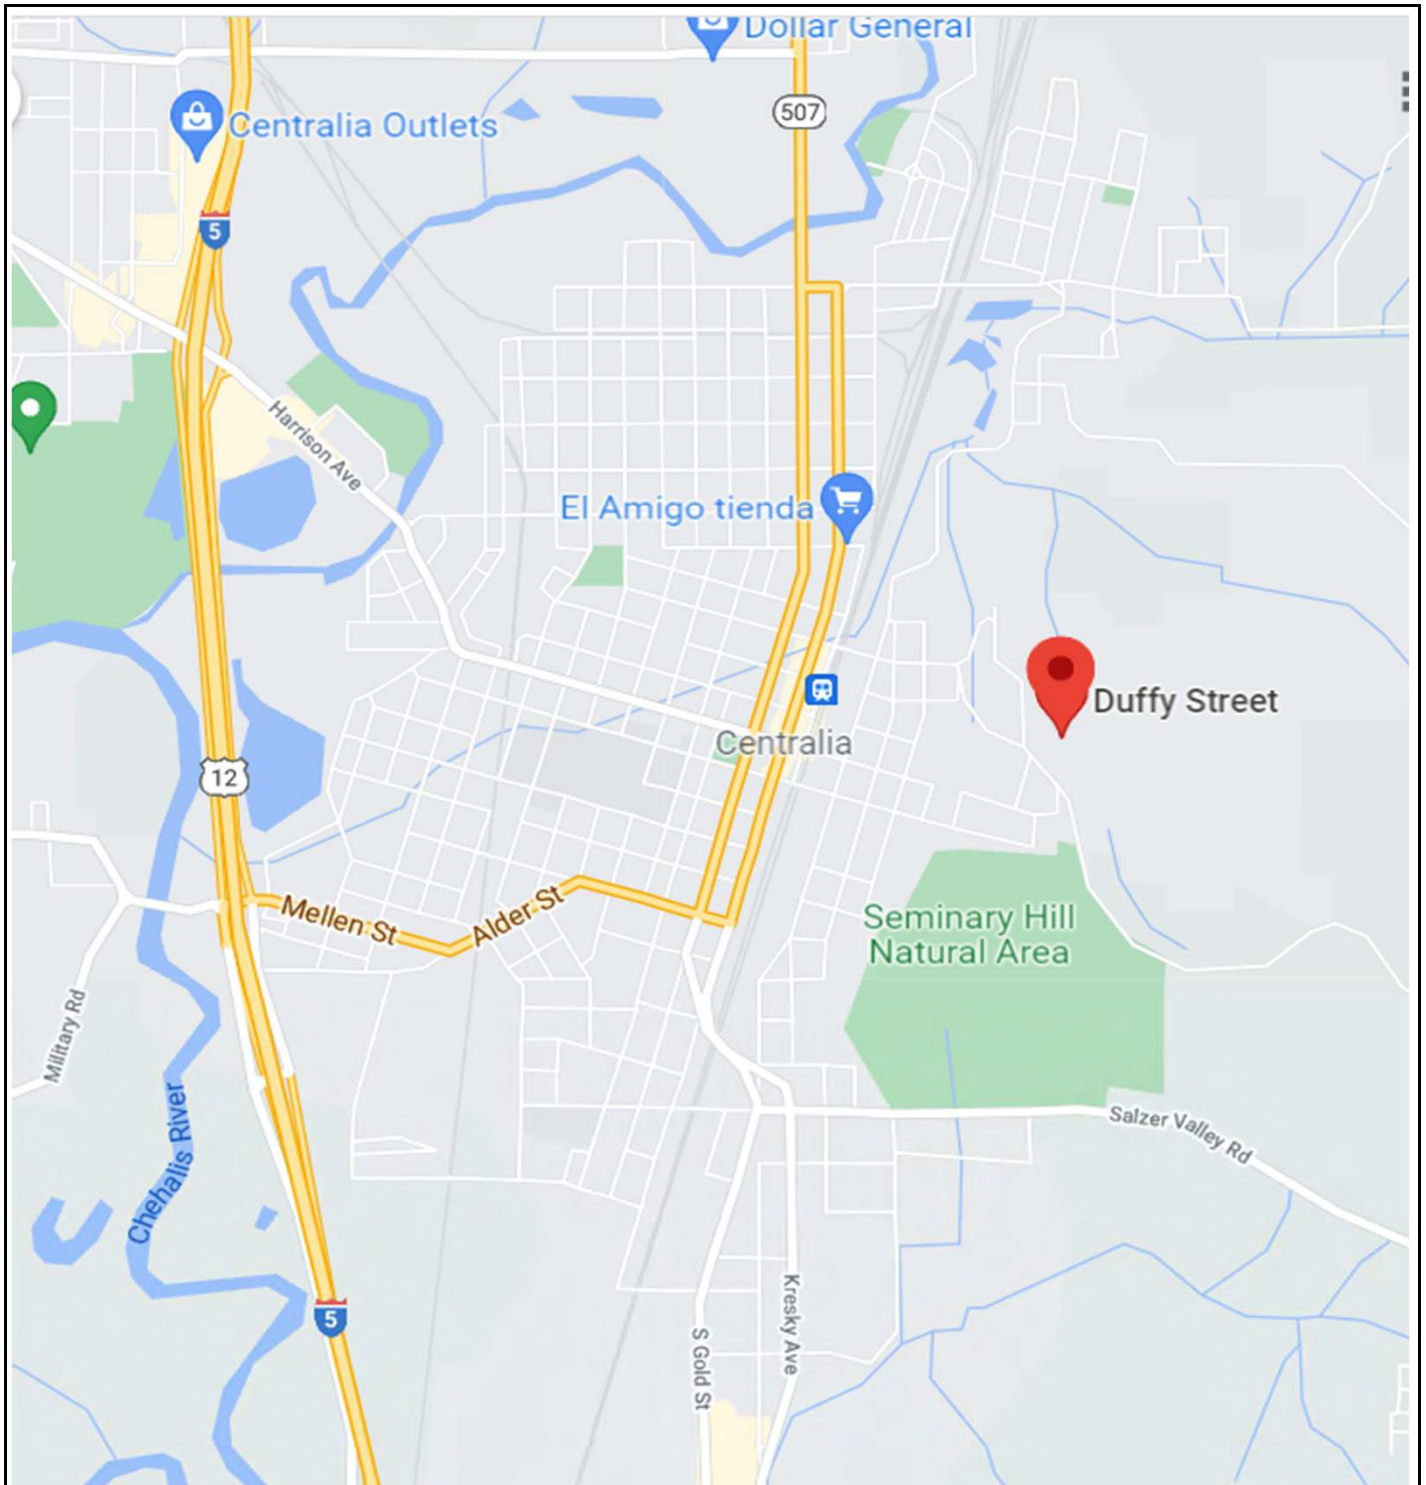 Dollar General
507
Centralia Outlets
5
Harrison Ave
El Amigo tienda
Duffy Street
Centralia
12
Mellen St
Alder St
Seminary Hill
Natural Area
Military Rd
Chehalis River
Salzer Valley Rd
5
Kresky Ave
S Gold St